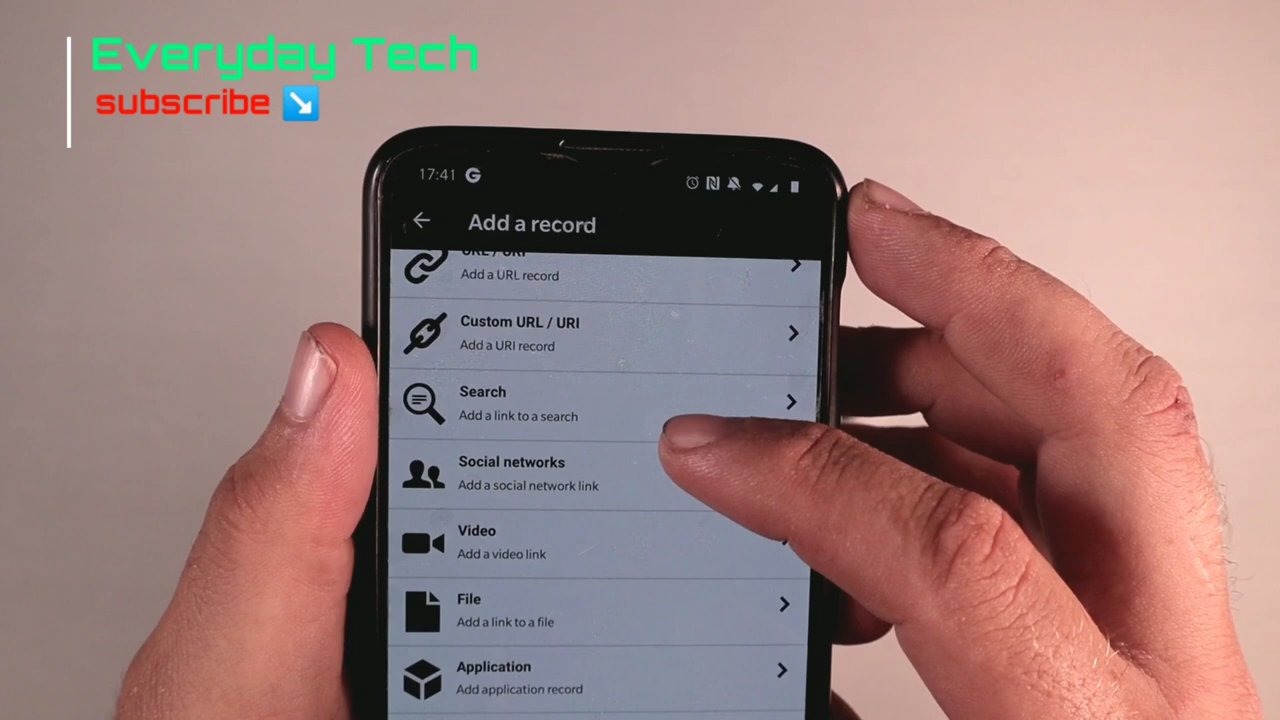 Everyday Tech
subscribe
17:41 G
Add a record
URL / URI
Add a URL record
Custom URL / URI
Add a URI record
Search
Add a link to a search
Social networks
Add a social network link
Video
Add a video link
File
Add a link to a file
Application
Add application record